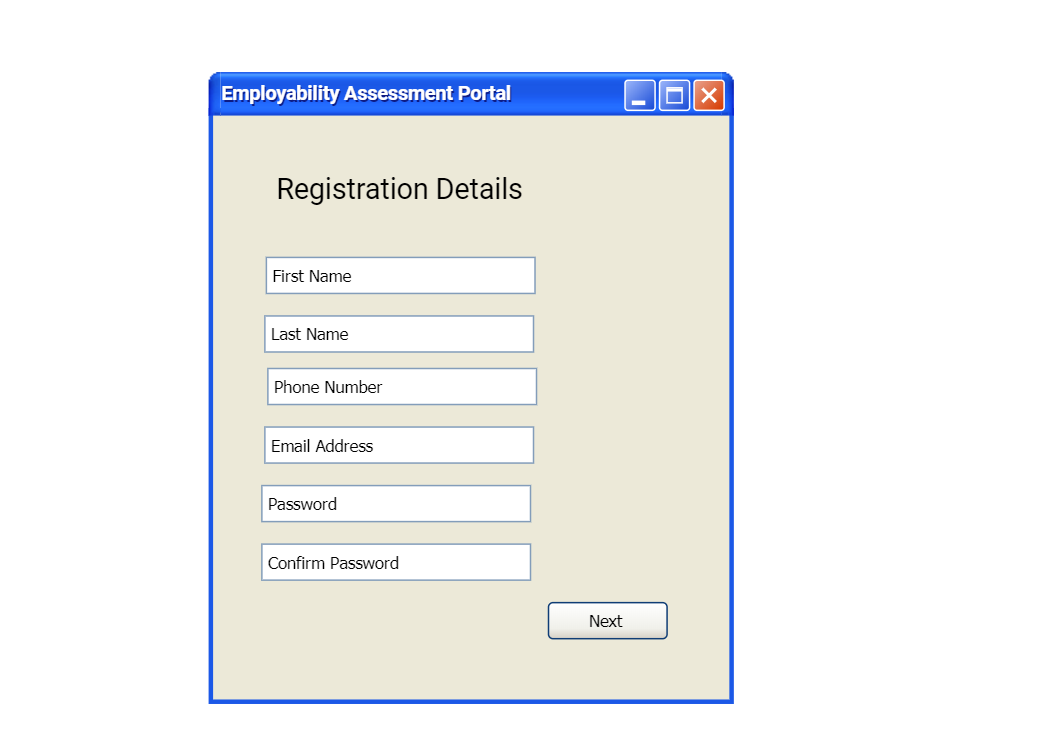 Employability Assessment Portal
Registration Details
First Name
Last Name
Phone Number
Email Address
Password
Confirm Password
Next